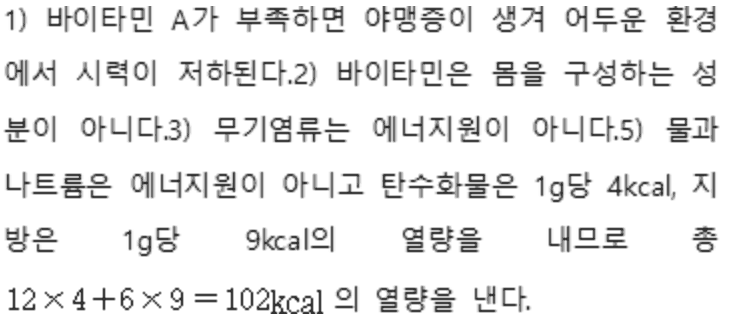 1) 바이타민 A가 부족하면 야맹증이 생겨 어두운 환경
에서 시력이 저하된다.2) 바이타민은 몸을 구성하는 성
분이 아니다.3) 무기염류는 에너지원이 아니다.5) 물과
나트륨은 에너지원이 아니고 탄수화물은 1g당 4kcal, 지
방은 1g당 9kcal의 열량을 내므로 총
12×4+6×9=102kcal 의 열량을 낸다.